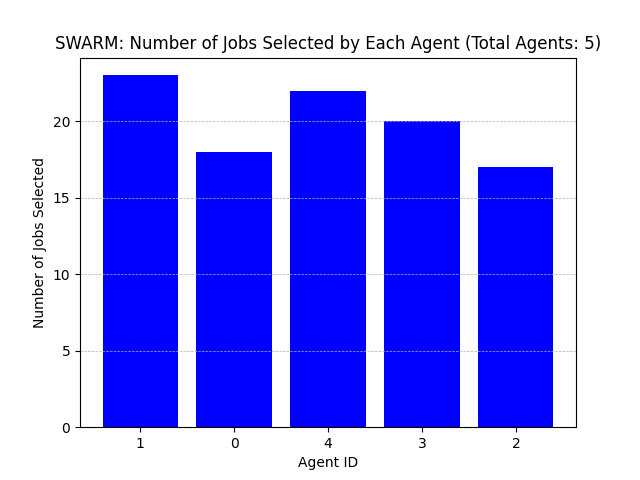 SWARM: Number of Jobs Selected by Each Agent (Total Agents: 5)
Number of Jobs Selected
20
15
10
5
0
1 0 4 3 2
Agent ID